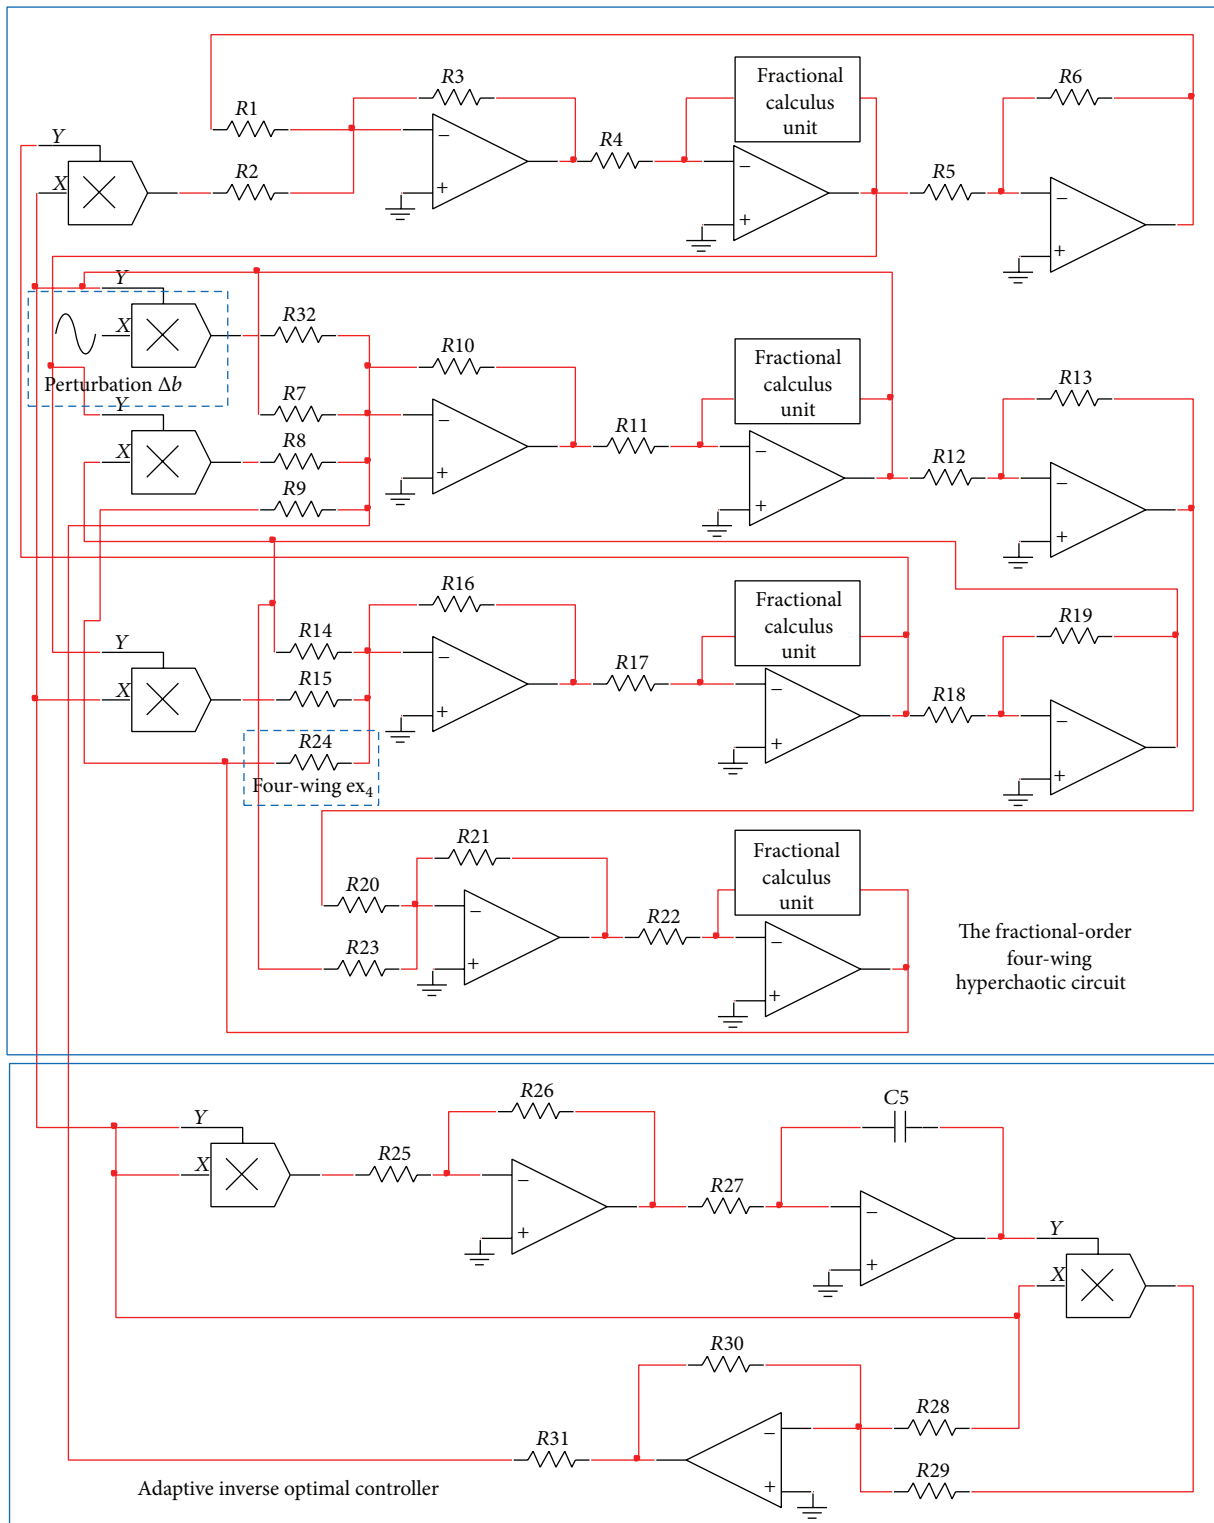 R1
R2
R3
R4
Fractional
calculus
unit
R5
R6
Y
X
−
+
−
+
−
+
Y
X
Perturbation Δb
R32
R7
Y
X
R8
R9
R10
R11
Fractional
calculus
unit
R12
R13
−
+
−
+
−
+
Y
X
R14
R15
R24
Four-wing ex₄
R16
R17
Fractional
calculus
unit
R18
R19
−
+
−
+
−
+
R20
R23
R21
R22
Fractional
calculus
unit
−
+
−
+
The fractional-order
four-wing
hyperchaotic circuit
Y
X
R25
R26
R27
C5
−
+
−
+
Y
X
R30
R28
R29
R31
−
+
Adaptive inverse optimal controller